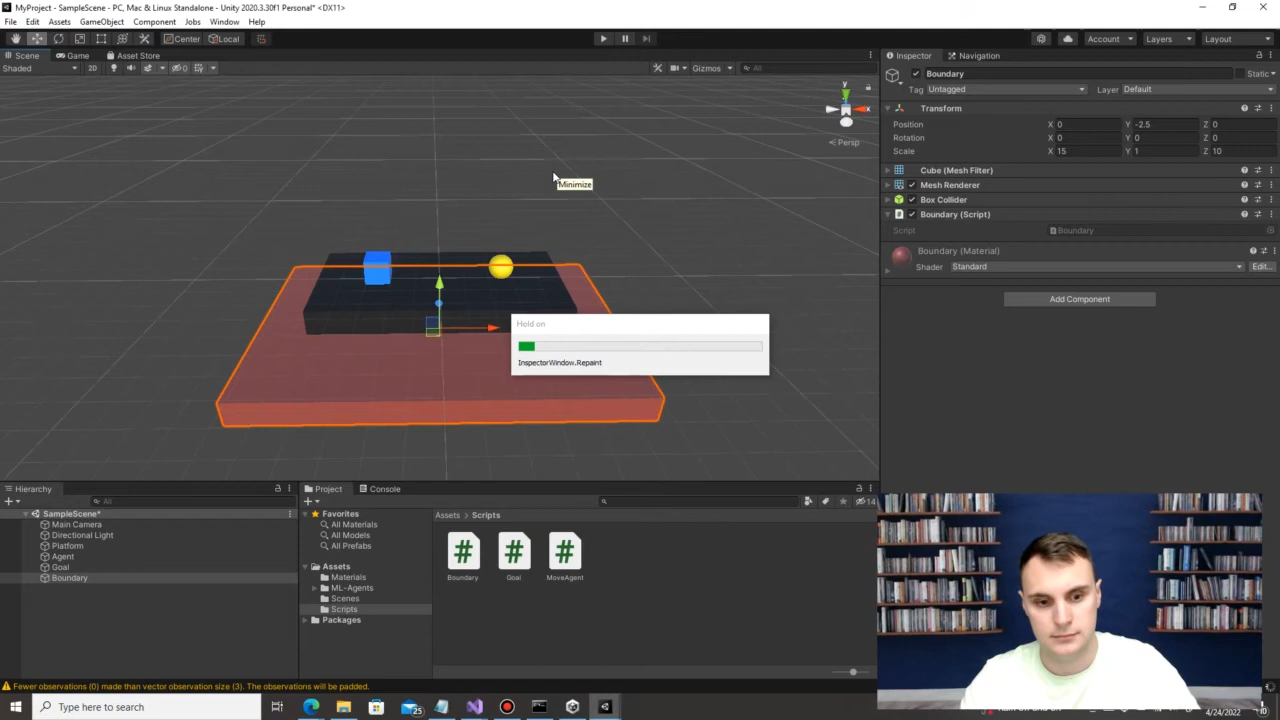 MyProject - SampleScene - PC, Mac & Linux Standalone - Unity 2020.3.30f1 Personal* <DX11>
File Edit Assets GameObject Component Jobs Window Help
Center Local Account Layers Layout
Scene Game Asset Store
Inspector Navigation
Shaded 2D 0 Gizmos All
Boundary Static
Tag Untagged Layer Default
Transform
Position X 0 Y -2.5 Z 0
Rotation X 0 Y 0 Z 0
Scale X 15 Y 1 Z 10
y
x
Persp
Cube (Mesh Filter)
Mesh Renderer
Box Collider
Boundary (Script)
Script Boundary
Boundary (Material)
Shader Standard Edit...
Add Component
Minimize
Hold on
InspectorWindow.Repaint
Hierarchy
All
SampleScene*
Main Camera
Directional Light
Platform
Agent
Goal
Boundary
Project Console
14
Favorites
All Materials
All Models
All Prefabs
Assets
Materials
ML-Agents
Scenes
Scripts
Packages
Assets > Scripts
Boundary Goal MoveAgent
Fewer observations (0) made than vector observation size (3). The observations will be padded.
Type here to search
25
4/24/2022